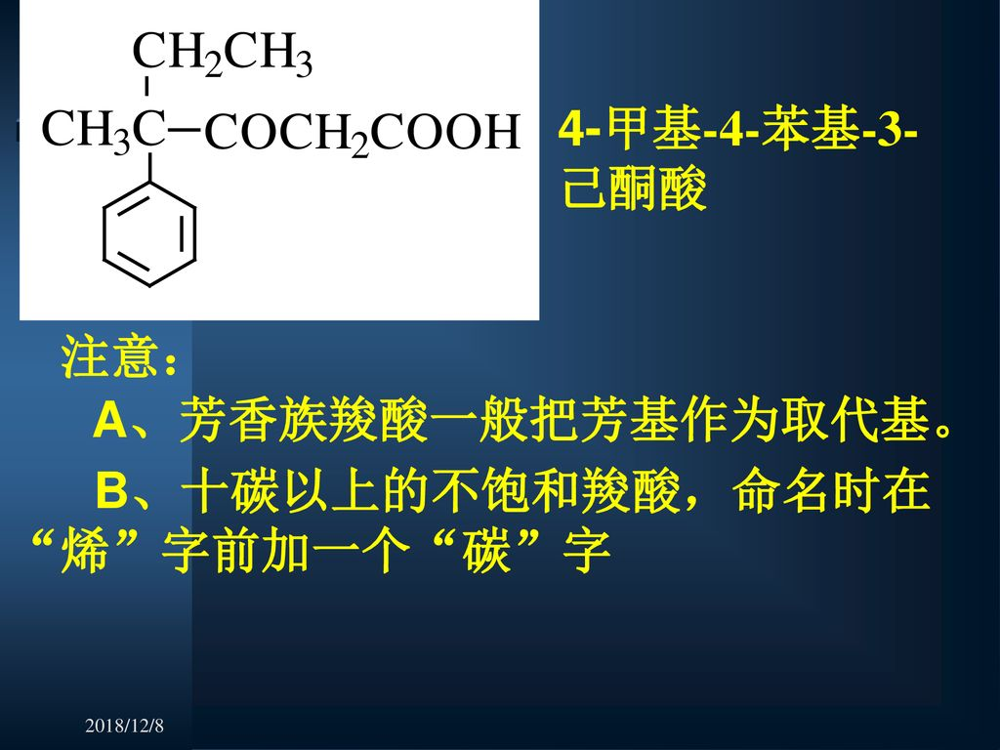 CH₂CH₃
CH₃C—COCH₂COOH
4-甲基-4-苯基-3-
己酮酸
注意：
A、芳香族羧酸一般把芳基作为取代基。
B、十碳以上的不饱和羧酸，命名时在
“烯”字前加一个“碳”字
2018/12/8